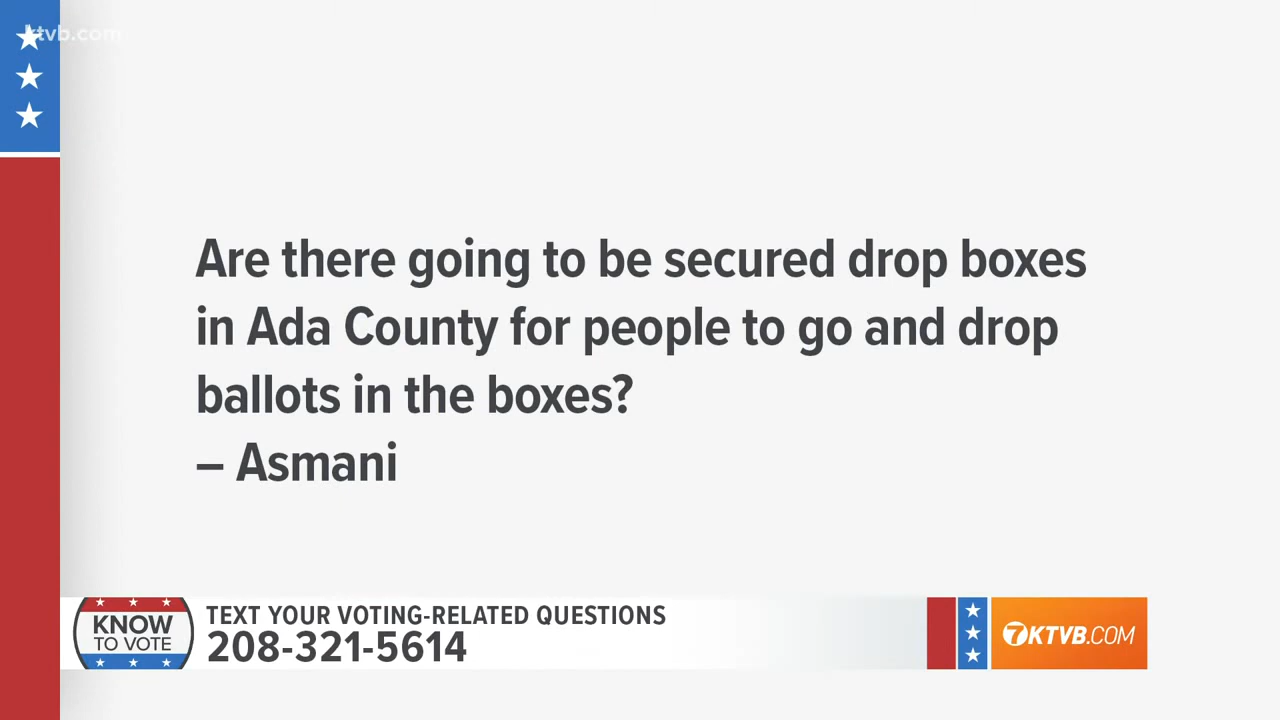 ktvb.com
Are there going to be secured drop boxes
in Ada County for people to go and drop
ballots in the boxes?
– Asmani
KNOW
TO VOTE
TEXT YOUR VOTING-RELATED QUESTIONS
208-321-5614
7KTVB.COM